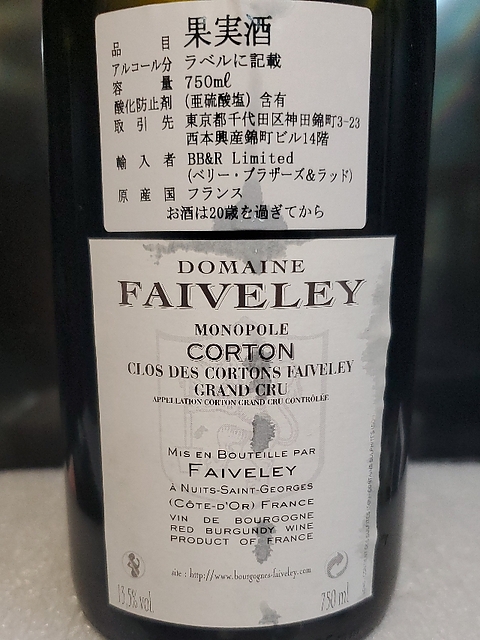 品目 果実酒
アルコール分 ラベルに記載
容量 750mℓ
酸化防止剤 (亜硫酸塩) 含有
取引先 東京都千代田区神田錦町3-23
西本興産錦町ビル14階
輸入者 BB&R Limited
(ベリー・ブラザーズ&ラッド)
原産国 フランス
お酒は20歳を過ぎてから
DOMAINE
FAIVELEY
MONOPOLE
CORTON
CLOS DES CORTONS FAIVELEY
GRAND CRU
APPELLATION CORTON GRAND CRU CONTRÔLÉE
MIS EN BOUTEILLE PAR
FAIVELEY
À NUITS-SAINT-GEORGES
(CÔTE-D'OR) FRANCE
VIN DE BOURGOGNE
RED BURGUNDY WINE
PRODUCT OF FRANCE
site : http://www.bourgognes-faiveley.com
13,5% vol.
750 ml